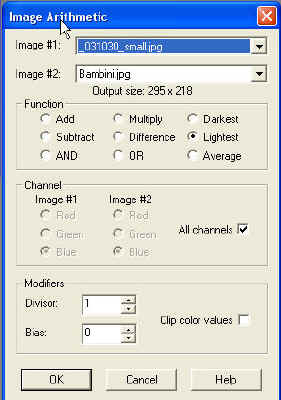 Image Arithmetic
Image #1: _031030_small.jpg
Image #2: Bambini.jpg
Output size: 295 x 218
Function
Add Multiply Darkest
Subtract Difference Lightest
AND OR Average
Channel
Image #1 Image #2
Red Red
Green Green All channels
Blue Blue
Modifiers
Divisor: 1
Clip color values
Bias: 0
OK Cancel Help